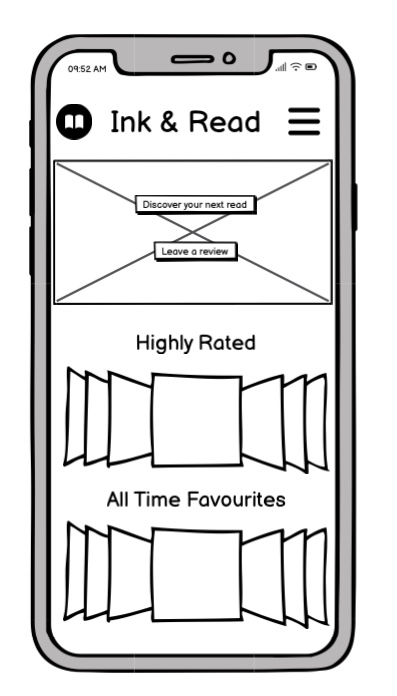 09:52 AM
Ink & Read
Discover your next read
Leave a review
Highly Rated
All Time Favourites